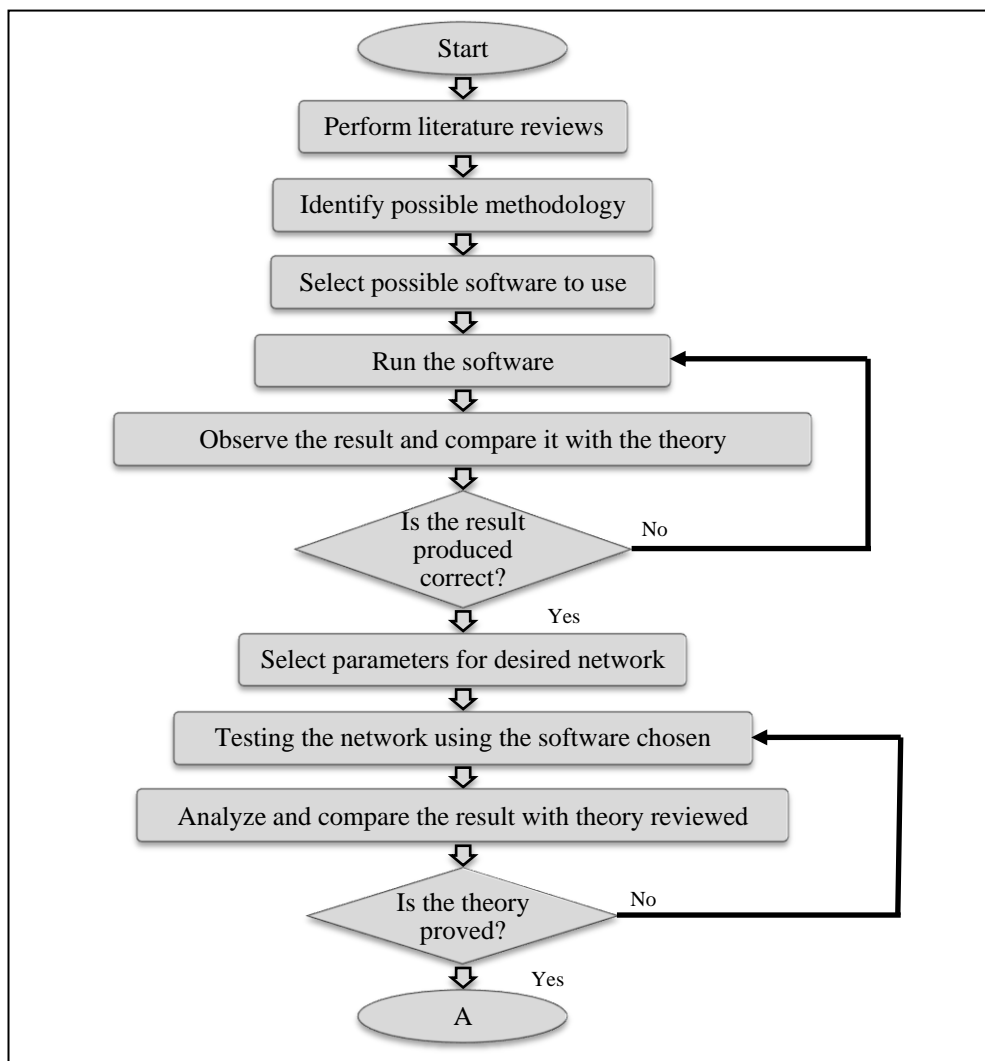 Start
Perform literature reviews
Identify possible methodology
Select possible software to use
Run the software
Observe the result and compare it with the theory
Is the result
produced
correct?
No
Yes
Select parameters for desired network
Testing the network using the software chosen
Analyze and compare the result with theory reviewed
Is the theory
proved?
No
Yes
A